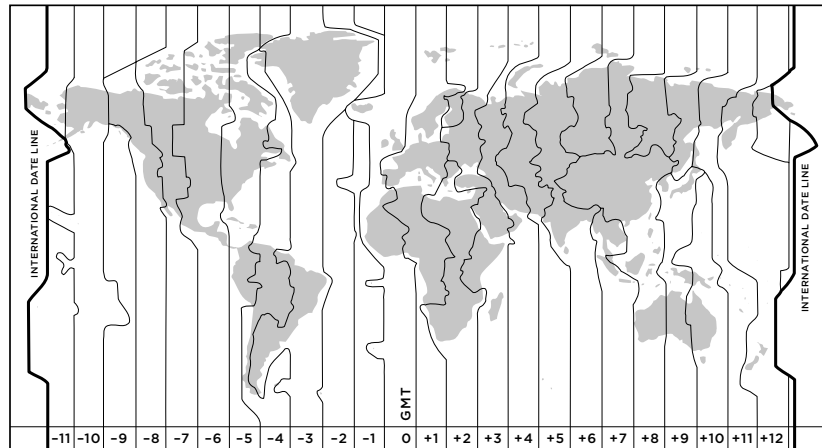 INTERNATIONAL DATE LINE
INTERNATIONAL DATE LINE
GMT
−11 −10 −9 −8 −7 −6 −5 −4 −3 −2 −1 0 +1 +2 +3 +4 +5 +6 +7 +8 +9 +10 +11 +12